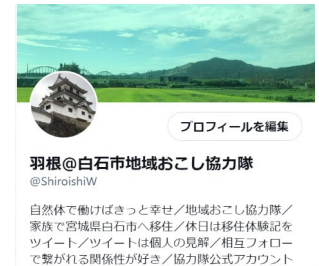 プロフィールを編集
羽根@白石市地域おこし協力隊
@ShiroishiW
自然体で働けばきっと幸せ／地域おこし協力隊／
家族で宮城県白石市へ移住／休日は移住体験記を
ツイート／ツイートは個人の見解／相互フォロー
で繋がれる関係性が好き／協力隊公式アカウント